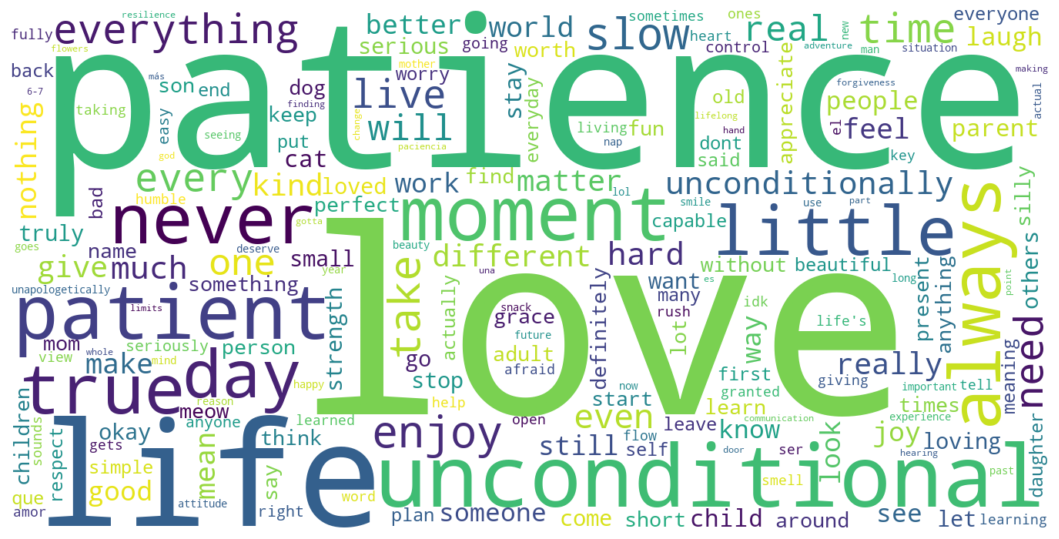 patience
love
life
unconditional
patient
true
day
never
little
moment
always
everything
every
slow
real
time
live
will
resilience
fully
back
flowers
6-7
más
taking
son
end
easy
seeing
better
serious
sometimes
going
world
worth
mother
worry
dog
finding
keep
put
cat
god
change
paciencia
stay
everyday
living
nap
fun
ones
heart
new
control
adventure
man
everyone
situation
laugh
making
actual
old
dont
said
lifelong
hand
appreciate
forgiveness
people
el
feel
key
parent
nothing
bad
humble
truly
goes
kind
loved
perfect
work
find
lol
matter
unconditionally
capable
smile
use
part
beauty
gotta
deserve
name
give
much
one
small
something
year
unapologetically
limits
mom
view
seriously
person
whole
mind
make
meow
reason
happy
strength
take
different
hard
actually
una
snack
grace
future
adult
afraid
go
stop
help
definitely
want
many
rush
without
beautiful
es
long
lot
idk
way
life's
present
anything
others
silly
need
point
really
giving
meaning
important
tell
now
start
first
granted
learn
times
experience
children
sounds
okay
gets
respect
anyone
learned
think
mean
simple
que
good
amor
attitude
say
right
word
enjoy
open
still
even
leave
flow
self
know
communication
door
look
joy
loving
hearing
past
daughter
ser
smell
plan
someone
come
short
child
around
see
let
learning